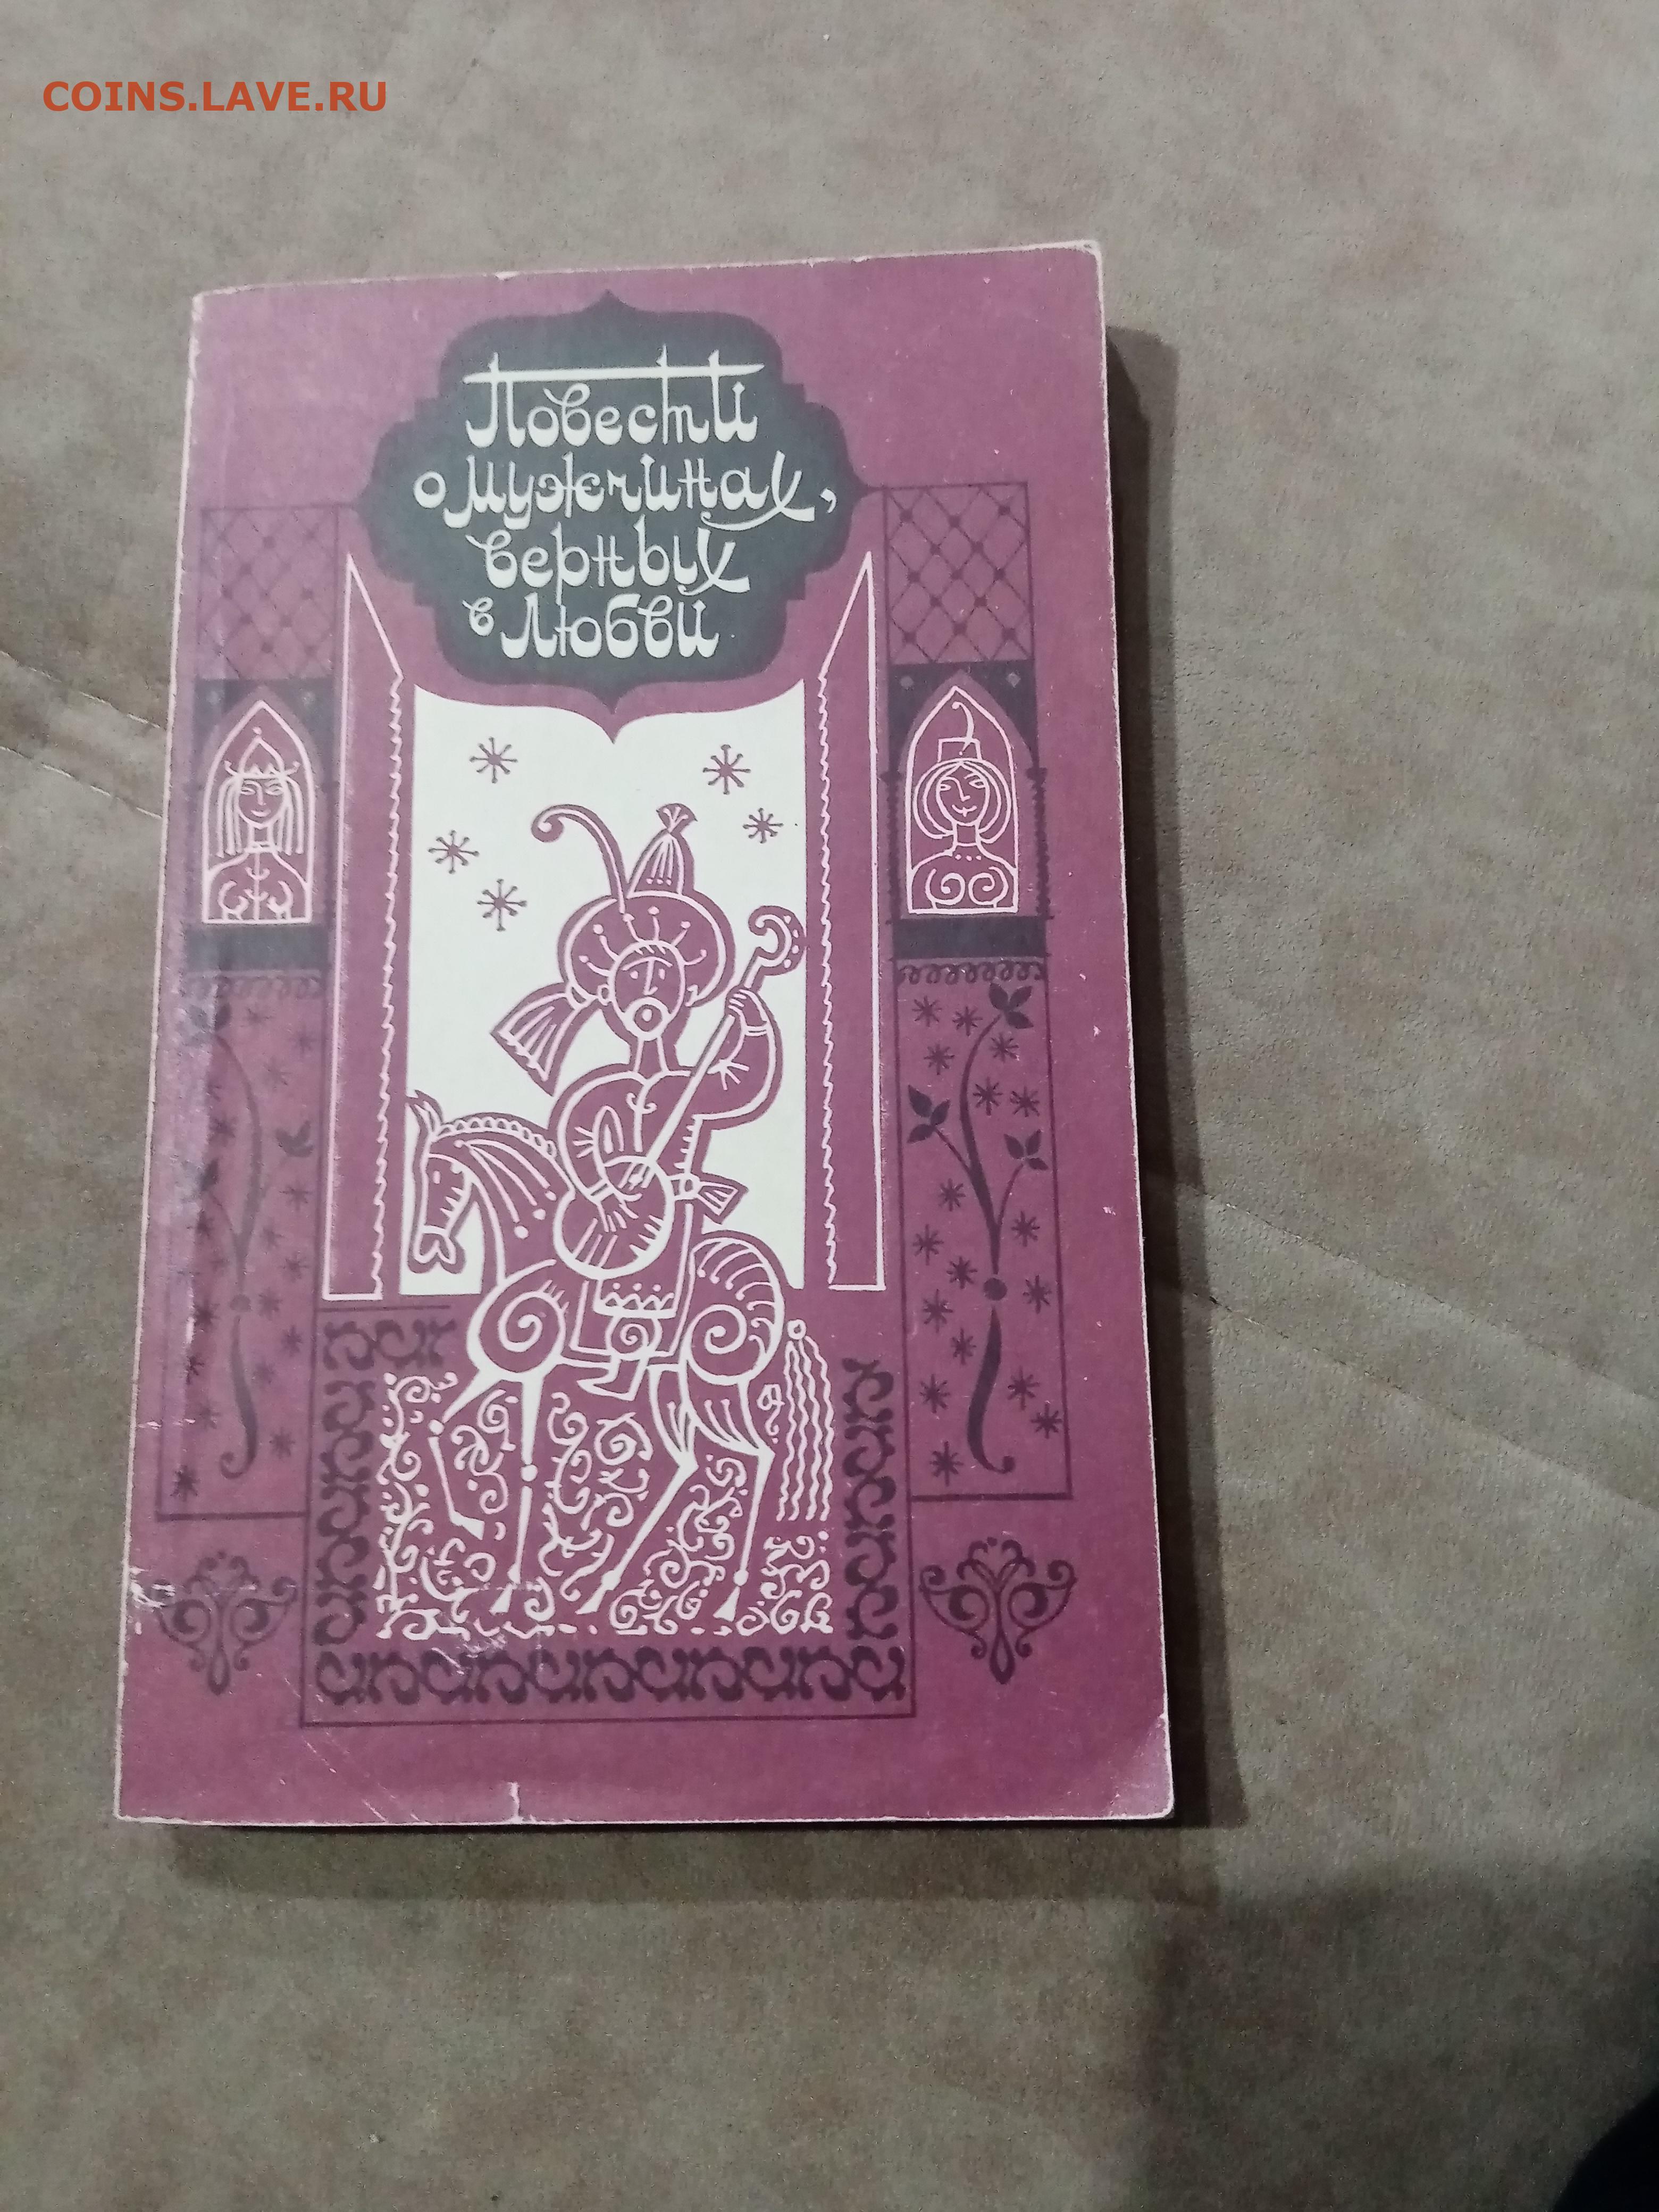 COINS.LAVE.RU
Повести
о мужчинах,
верных
в любви